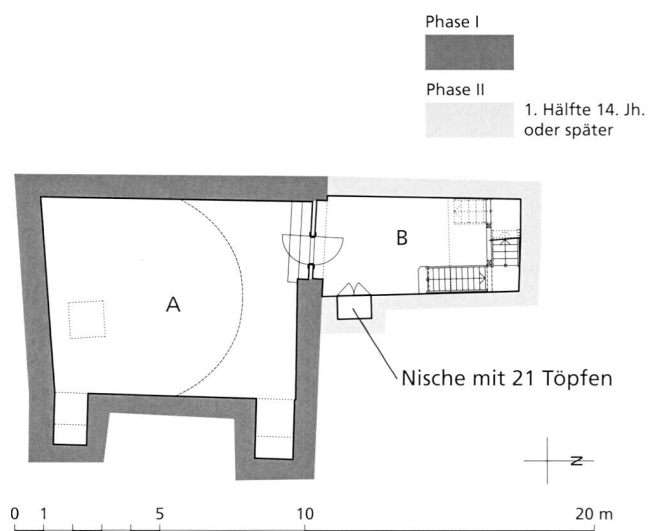 Phase I
Phase II
1. Hälfte 14. Jh.
oder später
A
B
Nische mit 21 Töpfen
N
0 1 5 10 20 m